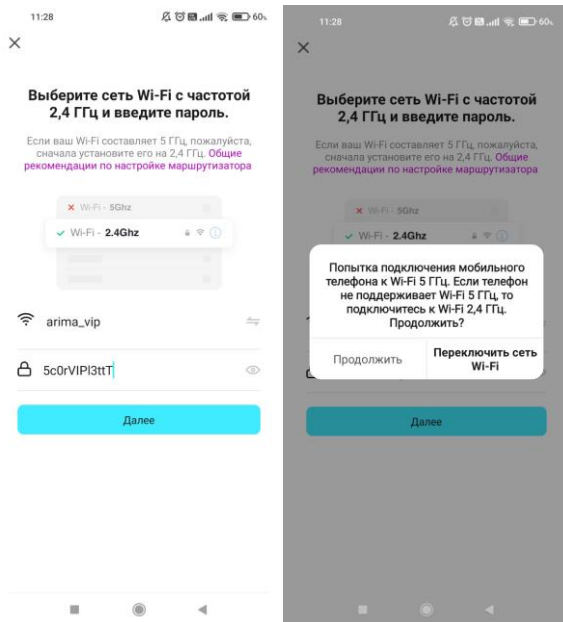 11:28
60%
Выберите сеть Wi-Fi с частотой
2,4 ГГц и введите пароль.
Если ваш Wi-Fi составляет 5 ГГц, пожалуйста,
сначала установите его на 2,4 ГГц. Общие
рекомендации по настройке маршрутизатора
Wi-Fi - 5Ghz
Wi-Fi - 2.4Ghz
arima_vip
5c0rVIPl3ttT
Далее
11:28
60%
Выберите сеть Wi-Fi с частотой
2,4 ГГц и введите пароль.
Если ваш Wi-Fi составляет 5 ГГц, пожалуйста,
сначала установите его на 2,4 ГГц. Общие
рекомендации по настройке маршрутизатора
Wi-Fi - 5Ghz
Wi-Fi - 2.4Ghz
Попытка подключения мобильного
телефона к Wi-Fi 5 ГГц. Если телефон
не поддерживает Wi-Fi 5 ГГц, то
подключитесь к Wi-Fi 2,4 ГГц.
Продолжить?
Продолжить
Переключить сеть
Wi-Fi
Далее